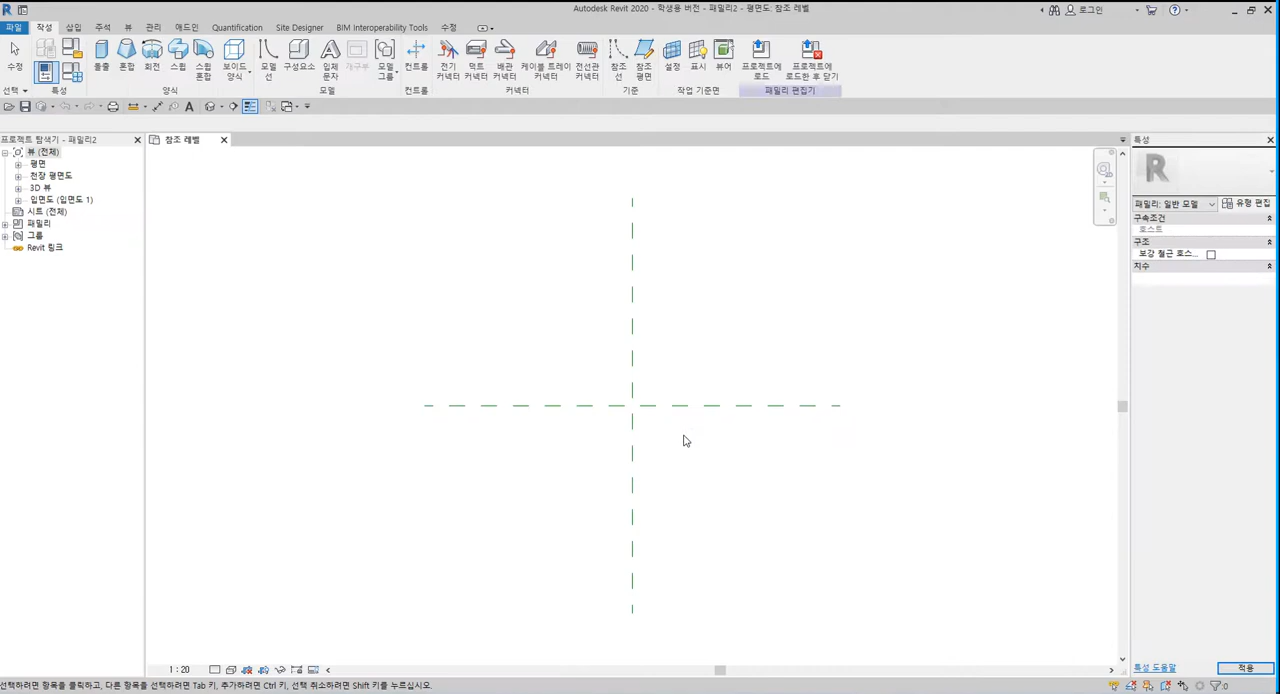 Autodesk Revit 2020 - 학생용 버전 - 평면도: 참조 레벨
로그인
파일 작성 삽입 주석 뷰 관리 애드인 Quantification Site Designer BIM Interoperability Tools 수정
수정
돌출
혼합
회전
스윕
스윕 혼합
보이드 양식
모델 선
구성요소
입체 문자
개구부
모델 그룹
컨트롤
전기 커넥터
덕트 커넥터
배관 커넥터
케이블 트레이 커넥터
전선관 커넥터
참조 선
참조 평면
설정
표시
뷰어
프로젝트에 로드
프로젝트에 로드한 후 닫기
선택 특성 양식 모델 컨트롤 커넥터 기준 작업 기준면 패밀리 편집기
프로젝트 탐색기 - 패밀리2
뷰 (전체)
평면
천장 평면도
3D 뷰
입면도 (입면도 1)
시트 (전체)
패밀리
그룹
Revit 링크
참조 레벨
특성
패밀리: 일반 모델
유형 편집
구속조건
호스트
구조
보강 철근 호스...
치수
특성 도움말
적용
1 : 20
선택하려면 항목을 클릭하고, 다른 항목을 선택하려면 Tab 키, 추가하려면 Ctrl 키, 선택 취소하려면 Shift 키를 누르십시오.
:0